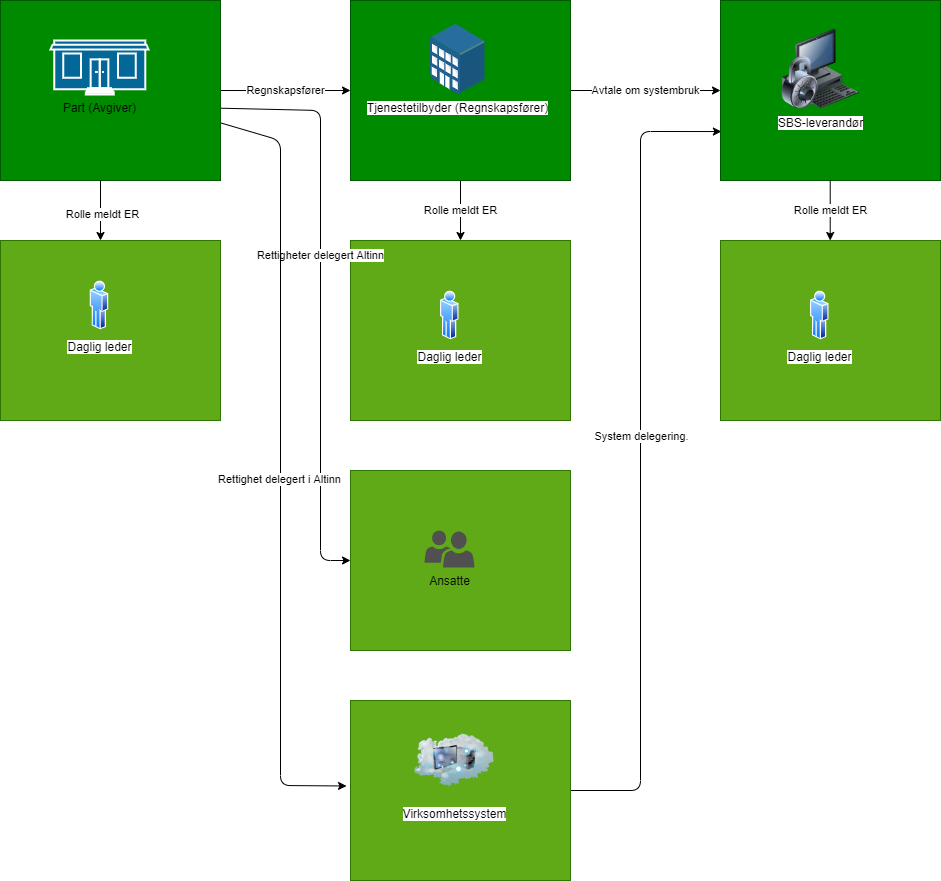 Regnskapsfører
Avtale om systembruk
Part (Avgiver)
Tjenestetilbyder (Regnskapsfører)
SBS-leverandør
Rolle meldt ER
Rolle meldt ER
Rolle meldt ER
Rettigheter delegert Altinn
Daglig leder
Daglig leder
Daglig leder
System delegering.
Rettighet delegert i Altinn
Ansatte
Virksomhetssystem